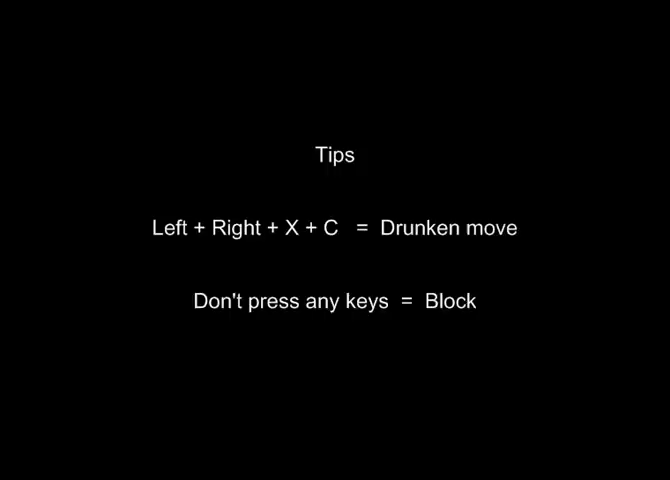 Tips
Left + Right + X + C = Drunken move
Don't press any keys = Block